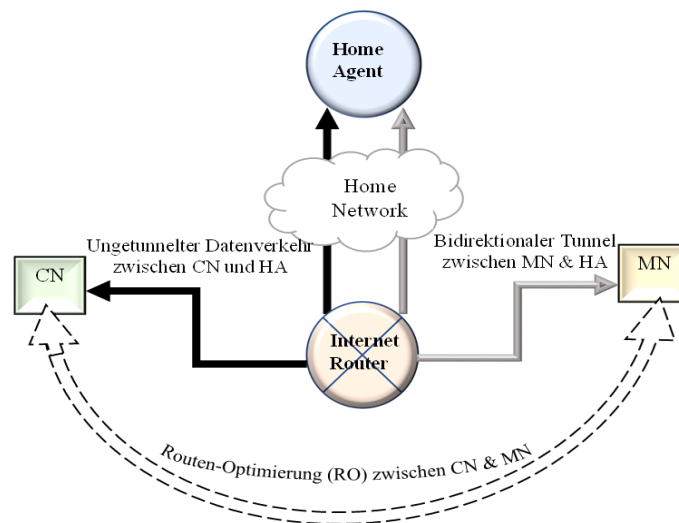 Home
Agent
Home
Network
Ungetunnelter Datenverkehr
zwischen CN und HA
Bidirektionaler Tunnel
zwischen MN & HA
CN
MN
Internet
Router
Routen-Optimierung (RO) zwischen CN & MN